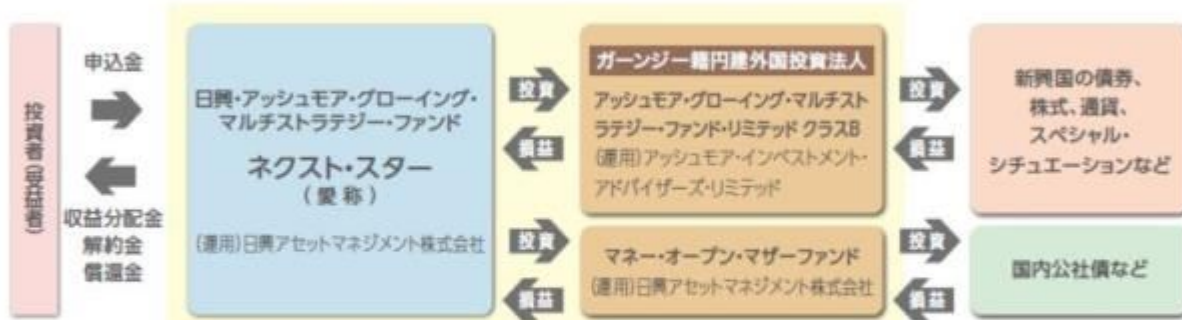 投資者(受益者)
申込金
収益分配金
解約金
償還金
日興・アッシュモア・グローイング・
マルチストラテジー・ファンド
ネクスト・スター
(愛称)
(運用)日興アセットマネジメント株式会社
投資
損益
投資
損益
ガーンジー籍円建外国投資法人
アッシュモア・グローイング・マルチスト
ラテジー・ファンド・リミテッド クラスB
(運用)アッシュモア・インベストメント・
アドバイザーズ・リミテッド
マネー・オープン・マザーファンド
(運用)日興アセットマネジメント株式会社
投資
損益
投資
損益
新興国の債券、
株式、通貨、
スペシャル・
シチュエーションなど
国内公社債など